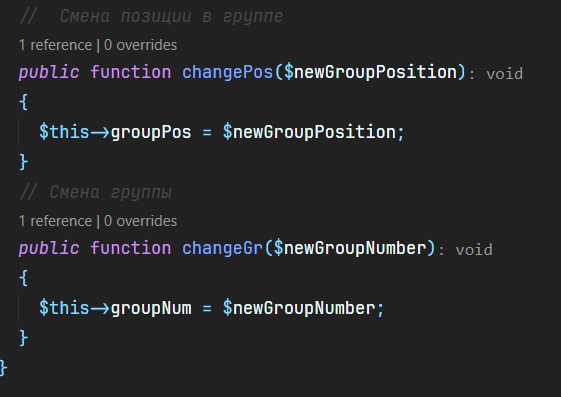 //  Смена позиции в группе
1 reference | 0 overrides
public function changePos($newGroupPosition): void
{
$this->groupPos = $newGroupPosition;
}
// Смена группы
1 reference | 0 overrides
public function changeGr($newGroupNumber): void
{
$this->groupNum = $newGroupNumber;
}
}